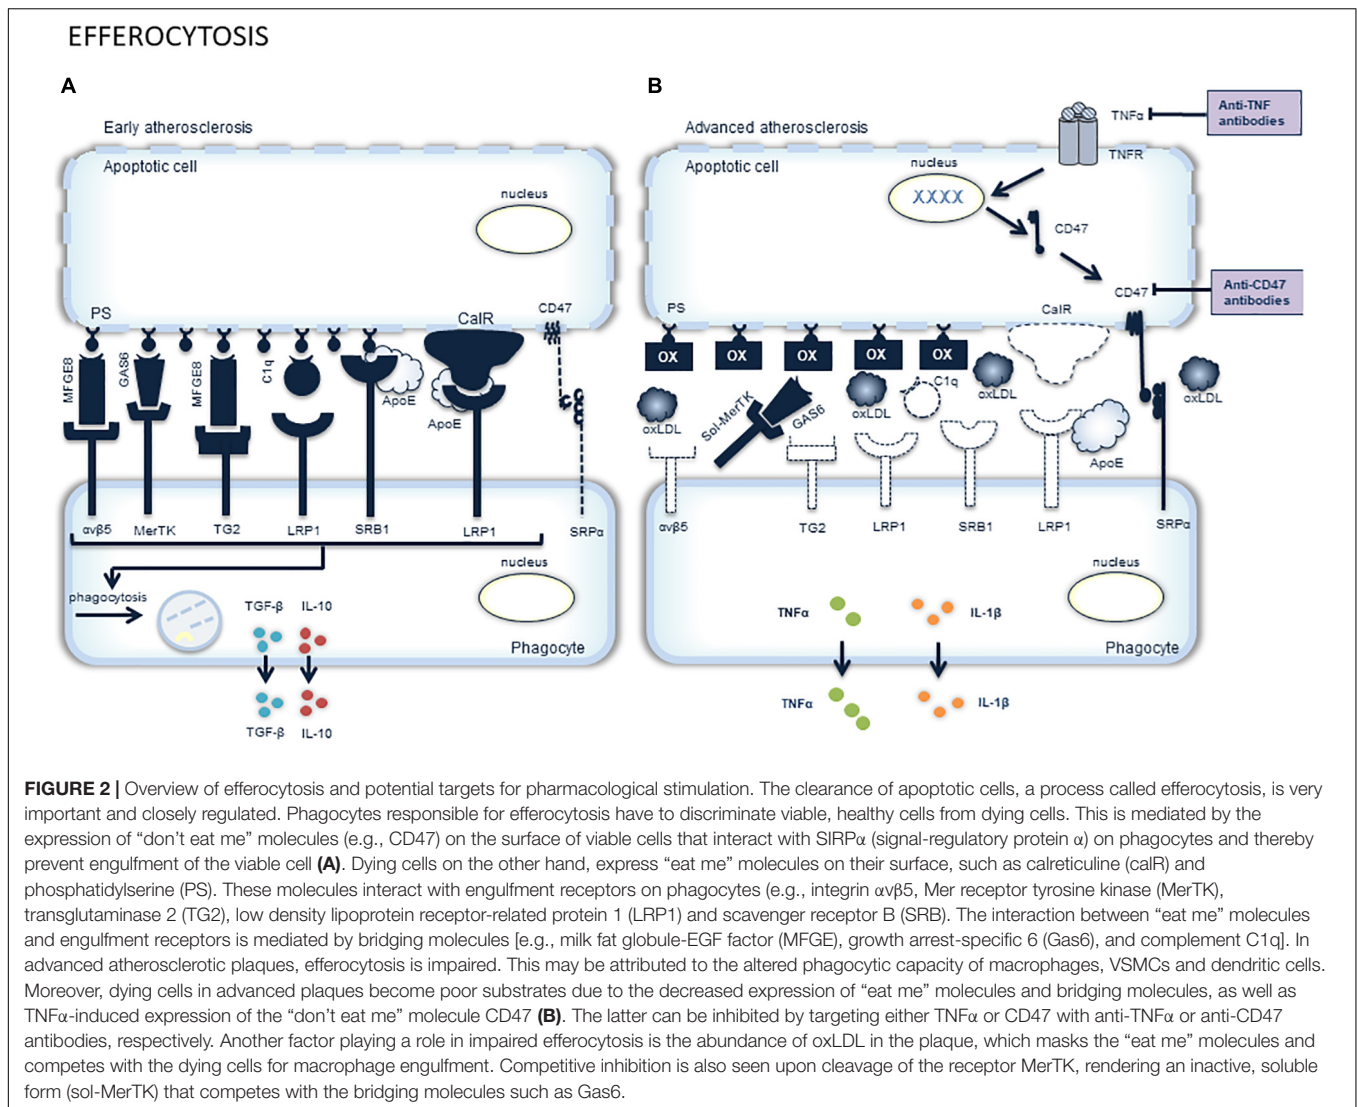 EFFEROCYTOSIS
A
Early atherosclerosis
Apoptotic cell
nucleus
PS
CalR
CD47
MFGE8
GAS6
MFGE8
C1q
ApoE
ApoE
αvβ5
MerTK
TG2
LRP1
SRB1
LRP1
SRPα
phagocytosis
TGF-β
IL-10
nucleus
Phagocyte
TGF-β
IL-10
B
Advanced atherosclerosis
Apoptotic cell
nucleus
XXXX
TNFα
TNFR
Anti-TNF
antibodies
CD47
CD47
Anti-CD47
antibodies
PS
CalR
OX
OX
OX
OX
OX
C1q
oxLDL
Sol-MerTK
GAS6
oxLDL
oxLDL
oxLDL
ApoE
αvβ5
TG2
LRP1
SRB1
LRP1
SRPα
nucleus
TNFα
IL-1β
Phagocyte
TNFα
IL-1β
FIGURE 2 | Overview of efferocytosis and potential targets for pharmacological stimulation. The clearance of apoptotic cells, a process called efferocytosis, is very
important and closely regulated. Phagocytes responsible for efferocytosis have to discriminate viable, healthy cells from dying cells. This is mediated by the
expression of “don’t eat me” molecules (e.g., CD47) on the surface of viable cells that interact with SIRPα (signal-regulatory protein α) on phagocytes and thereby
prevent engulfment of the viable cell (A). Dying cells on the other hand, express “eat me” molecules on their surface, such as calreticuline (calR) and
phosphatidylserine (PS). These molecules interact with engulfment receptors on phagocytes (e.g., integrin αvβ5, Mer receptor tyrosine kinase (MerTK),
transglutaminase 2 (TG2), low density lipoprotein receptor-related protein 1 (LRP1) and scavenger receptor B (SRB). The interaction between “eat me” molecules
and engulfment receptors is mediated by bridging molecules [e.g., milk fat globule-EGF factor (MFGE), growth arrest-specific 6 (Gas6), and complement C1q]. In
advanced atherosclerotic plaques, efferocytosis is impaired. This may be attributed to the altered phagocytic capacity of macrophages, VSMCs and dendritic cells.
Moreover, dying cells in advanced plaques become poor substrates due to the decreased expression of “eat me” molecules and bridging molecules, as well as
TNFα-induced expression of the “don’t eat me” molecule CD47 (B). The latter can be inhibited by targeting either TNFα or CD47 with anti-TNFα or anti-CD47
antibodies, respectively. Another factor playing a role in impaired efferocytosis is the abundance of oxLDL in the plaque, which masks the “eat me” molecules and
competes with the dying cells for macrophage engulfment. Competitive inhibition is also seen upon cleavage of the receptor MerTK, rendering an inactive, soluble
form (sol-MerTK) that competes with the bridging molecules such as Gas6.